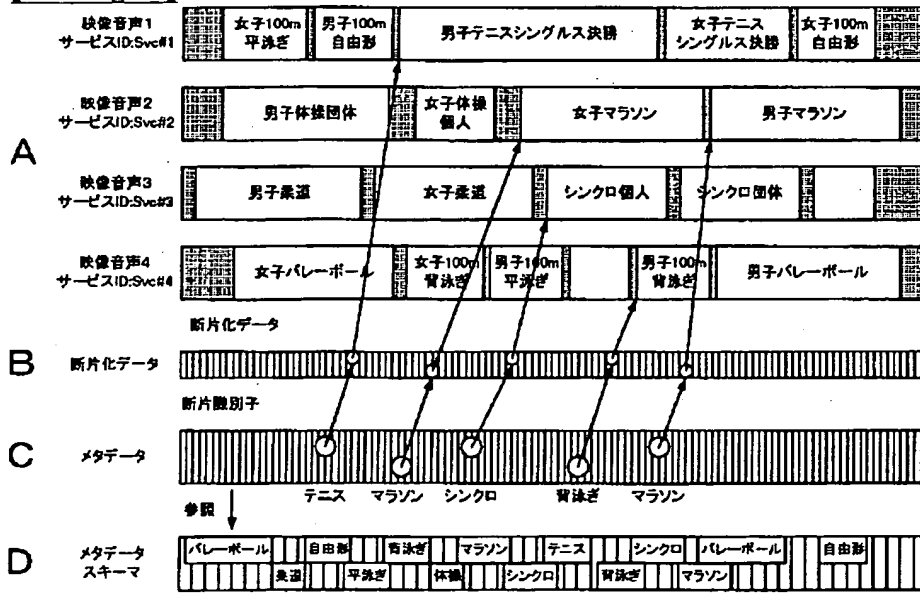 映像音声1
サービスID:Svc#1
女子100m
平泳ぎ
男子100m
自由形
男子テニスシングルス決勝
女子テニス
シングルス決勝
女子100m
自由形
A
映像音声2
サービスID:Svc#2
男子体操団体
女子体操
個人
女子マラソン
男子マラソン
映像音声3
サービスID:Svc#3
男子柔道
女子柔道
シンクロ個人
シンクロ団体
映像音声4
サービスID:Svc#4
女子バレーボール
女子100m
背泳ぎ
男子100m
平泳ぎ
男子100m
背泳ぎ
男子バレーボール
断片化データ
B
断片化データ
断片識別子
C
メタデータ
テニス
マラソン
シンクロ
背泳ぎ
マラソン
参照
D
メタデータ
スキーマ
バレーボール
自由形
背泳ぎ
マラソン
テニス
シンクロ
バレーボール
自由形
柔道
平泳ぎ
体操
シンクロ
背泳ぎ
マラソン